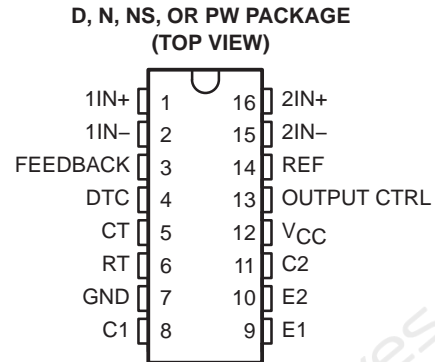 D, N, NS, OR PW PACKAGE
(TOP VIEW)
1IN+ 1 16 2IN+
1IN– 2 15 2IN–
FEEDBACK 3 14 REF
DTC 4 13 OUTPUT CTRL
CT 5 12 VCC
RT 6 11 C2
GND 7 10 E2
C1 8 9 E1